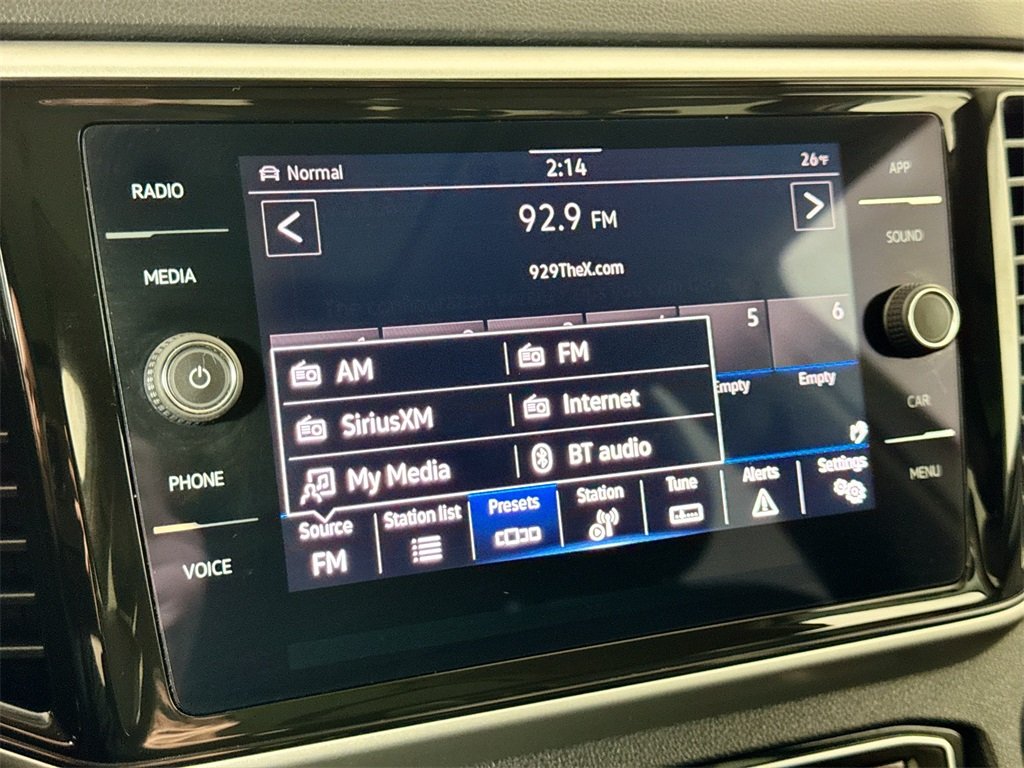 RADIO
MEDIA
PHONE
VOICE
Normal
2:14
26°F
92.9 FM
929TheX.com
5
6
Empty
Empty
AM
FM
SiriusXM
Internet
My Media
BT audio
Source
FM
Station list
Presets
Station
Tune
Alerts
Settings
APP
SOUND
CAR
MENU